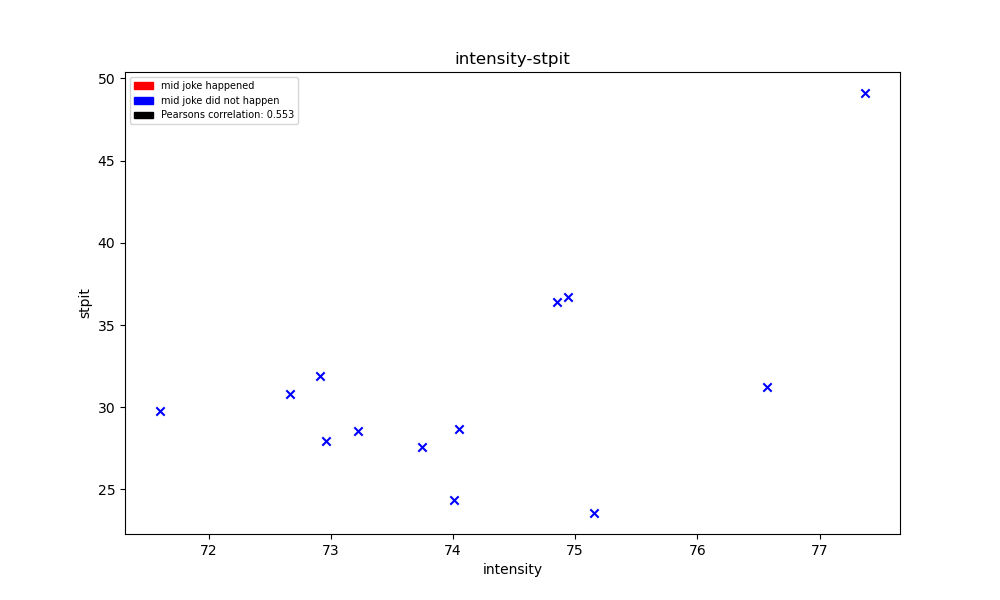 intensity-stpit
mid joke happened
mid joke did not happen
Pearsons correlation: 0.553
50
45
40
35
30
25
stpit
72 73 74 75 76 77
intensity